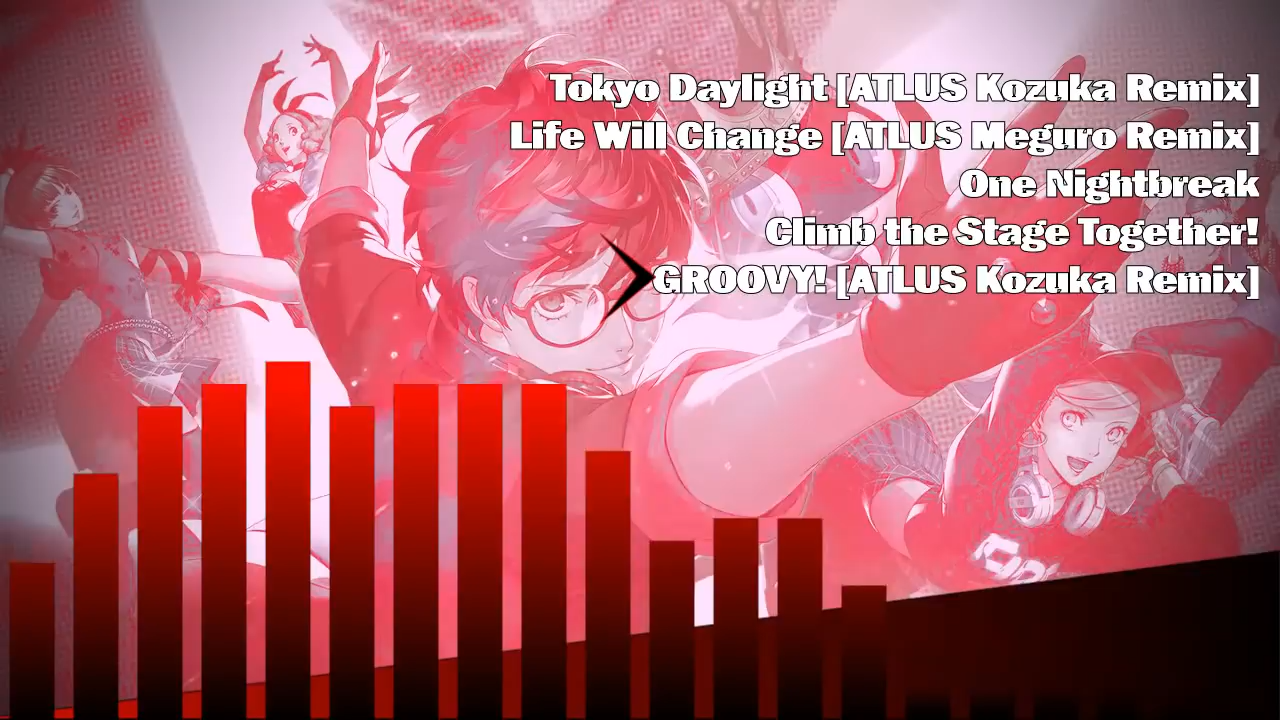 Tokyo Daylight [ATLUS Kozuka Remix]
Life Will Change [ATLUS Meguro Remix]
One Nightbreak
Climb the Stage Together!
GROOVY! [ATLUS Kozuka Remix]